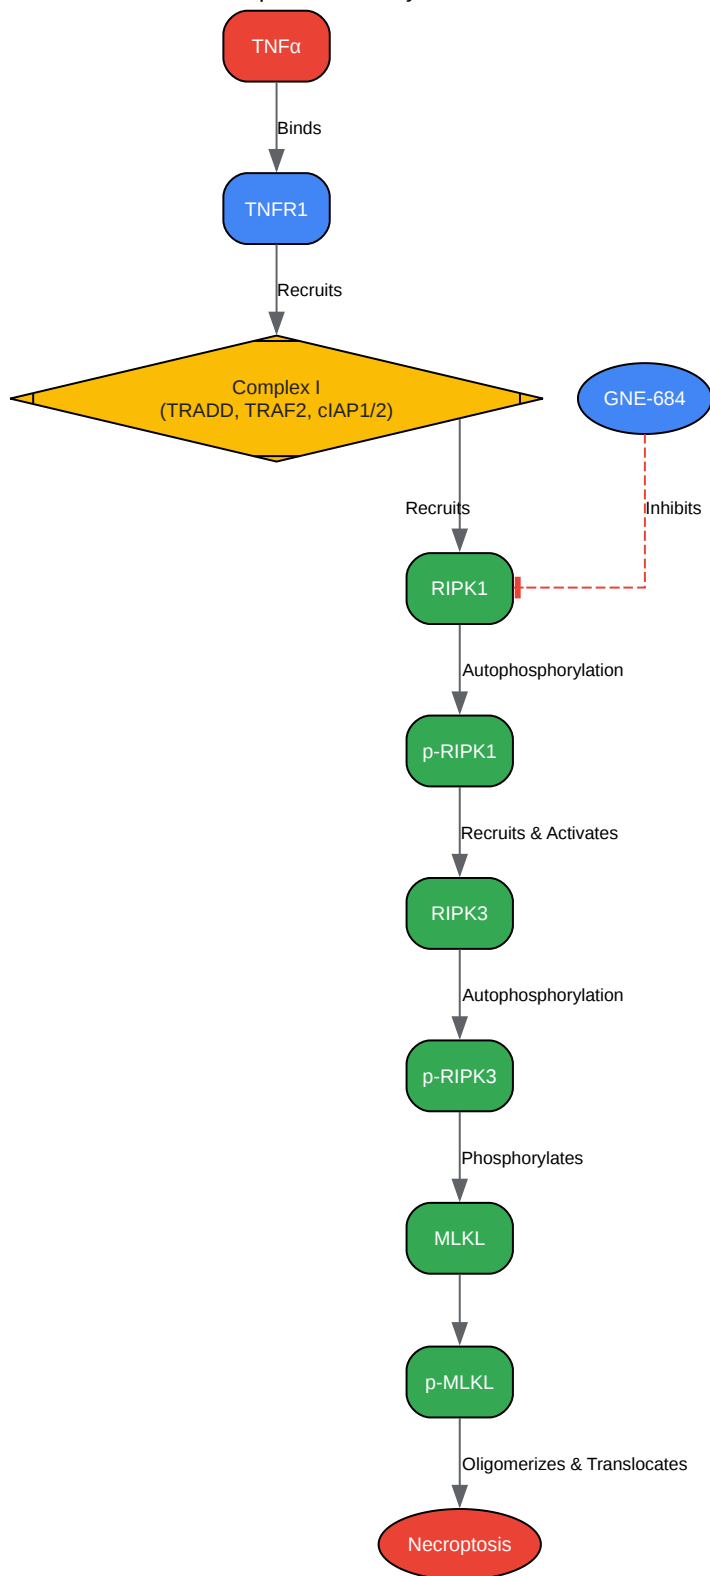 TNFα
Binds
TNFR1
Recruits
Complex I
(TRADD, TRAF2, cIAP1/2)
GNE-684
Recruits
Inhibits
RIPK1
Autophosphorylation
p-RIPK1
Recruits & Activates
RIPK3
Autophosphorylation
p-RIPK3
Phosphorylates
MLKL
p-MLKL
Oligomerizes & Translocates
Necroptosis